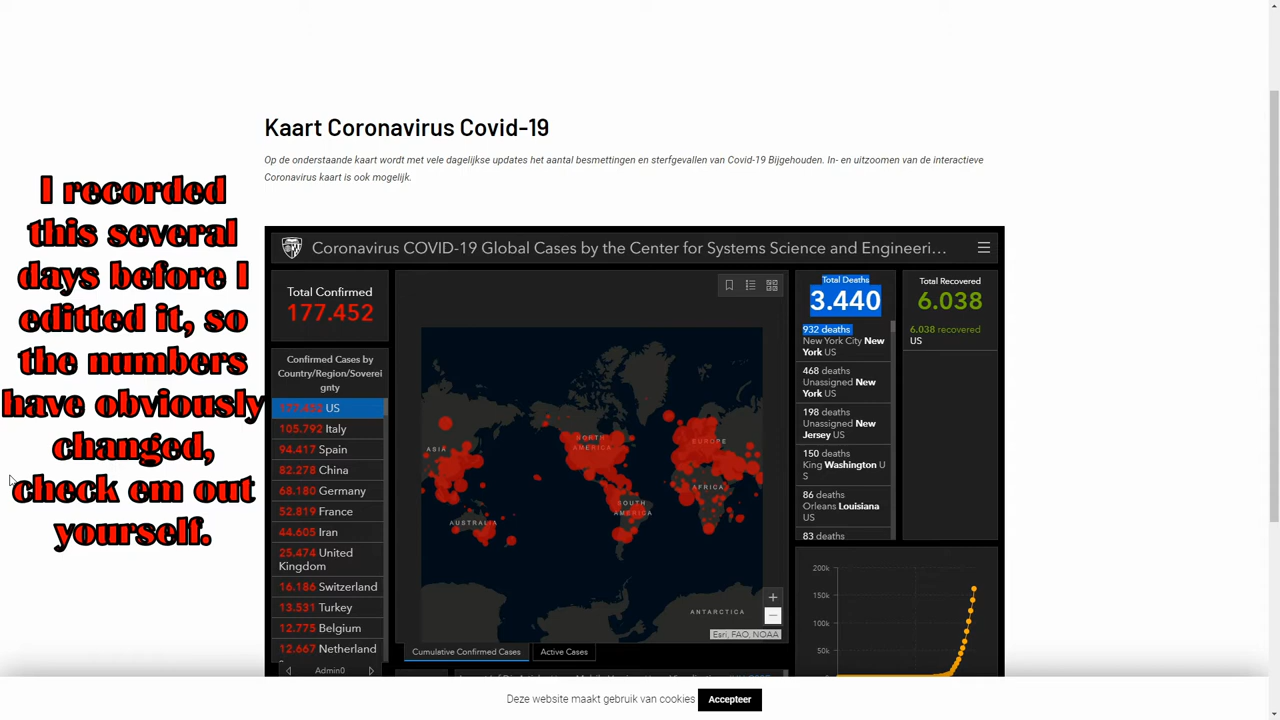 Kaart Coronavirus Covid-19
Op de onderstaande kaart wordt met vele dagelijkse updates het aantal besmettingen en sterfgevallen van Covid-19 Bijgehouden. In- en uitzoomen van de interactieve
Coronavirus kaart is ook mogelijk.
I recorded
this several
days before I
editted it, so
the numbers
have obviously
changed,
check em out
yourself.
Coronavirus COVID-19 Global Cases by the Center for Systems Science and Engineeri...
Total Confirmed
177.452
Confirmed Cases by
Country/Region/Soverei
gnty
177.452 US
105.792 Italy
94.417 Spain
82.278 China
68.180 Germany
52.819 France
44.605 Iran
25.474 United
Kingdom
16.186 Switzerland
13.531 Turkey
12.775 Belgium
12.667 Netherland
Admin0
ASIA
NORTH
AMERICA
EUROPE
AFRICA
SOUTH
AMERICA
AUSTRALIA
ANTARCTICA
+
−
Esri, FAO, NOAA
Cumulative Confirmed Cases
Active Cases
Total Deaths
3.440
932 deaths
New York City New
York US
468 deaths
Unassigned New
York US
198 deaths
Unassigned New
Jersey US
150 deaths
King Washington U
S
86 deaths
Orleans Louisiana
US
83 deaths
Total Recovered
6.038
6.038 recovered
US
200k
150k
100k
50k
Deze website maakt gebruik van cookies
Accepteer